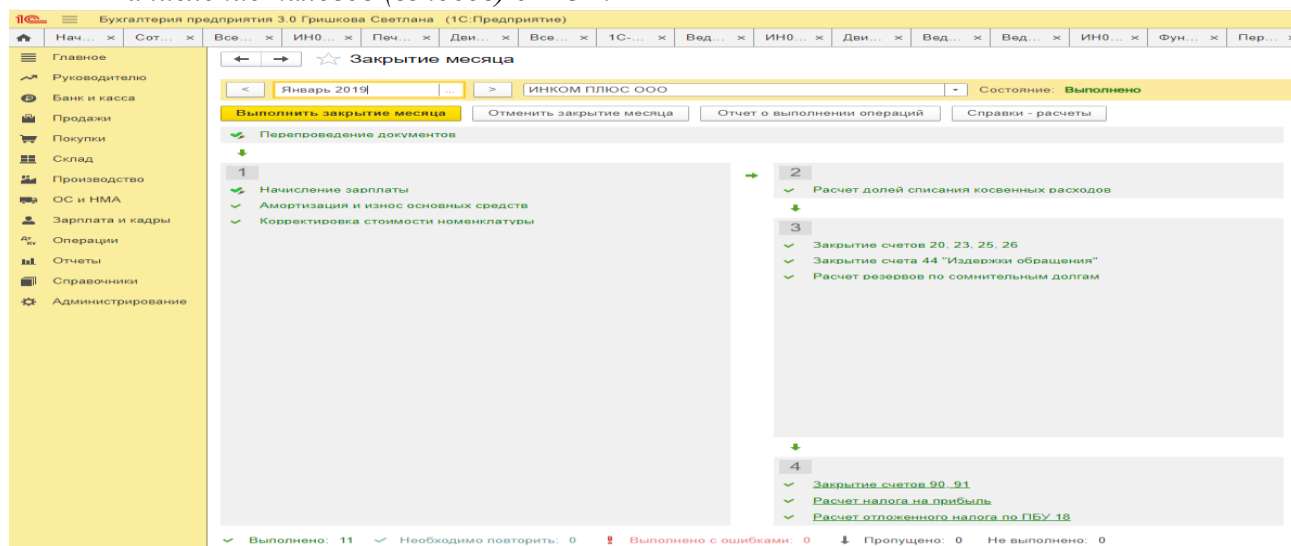 1С Бухгалтерия предприятия 3.0 Гришкова Светлана (1С:Предприятие)
Нач... × Сот... × Все... × ИН0... × Печ... × Дви... × Все... × 1С-... × Вед... × ИН0... × Дви... × Вед... × Вед... × ИН0... × Фун... × Пер...
Главное
Руководителю
Банк и касса
Продажи
Покупки
Склад
Производство
ОС и НМА
Зарплата и кадры
Операции
Отчеты
Справочники
Администрирование
Закрытие месяца
< Январь 2019 ... > ИНКОМ ПЛЮС ООО Состояние: Выполнено
Выполнить закрытие месяца Отменить закрытие месяца Отчет о выполнении операций Справки - расчеты
Перепроведение документов
1
Начисление зарплаты
Амортизация и износ основных средств
Корректировка стоимости номенклатуры
2
Расчет долей списания косвенных расходов
3
Закрытие счетов 20, 23, 25, 26
Закрытие счета 44 "Издержки обращения"
Расчет резервов по сомнительным долгам
4
Закрытие счетов 90, 91
Расчет налога на прибыль
Расчет отложенного налога по ПБУ 18
Выполнено: 11 Необходимо повторить: 0 Выполнено с ошибками: 0 Пропущено: 0 Не выполнено: 0